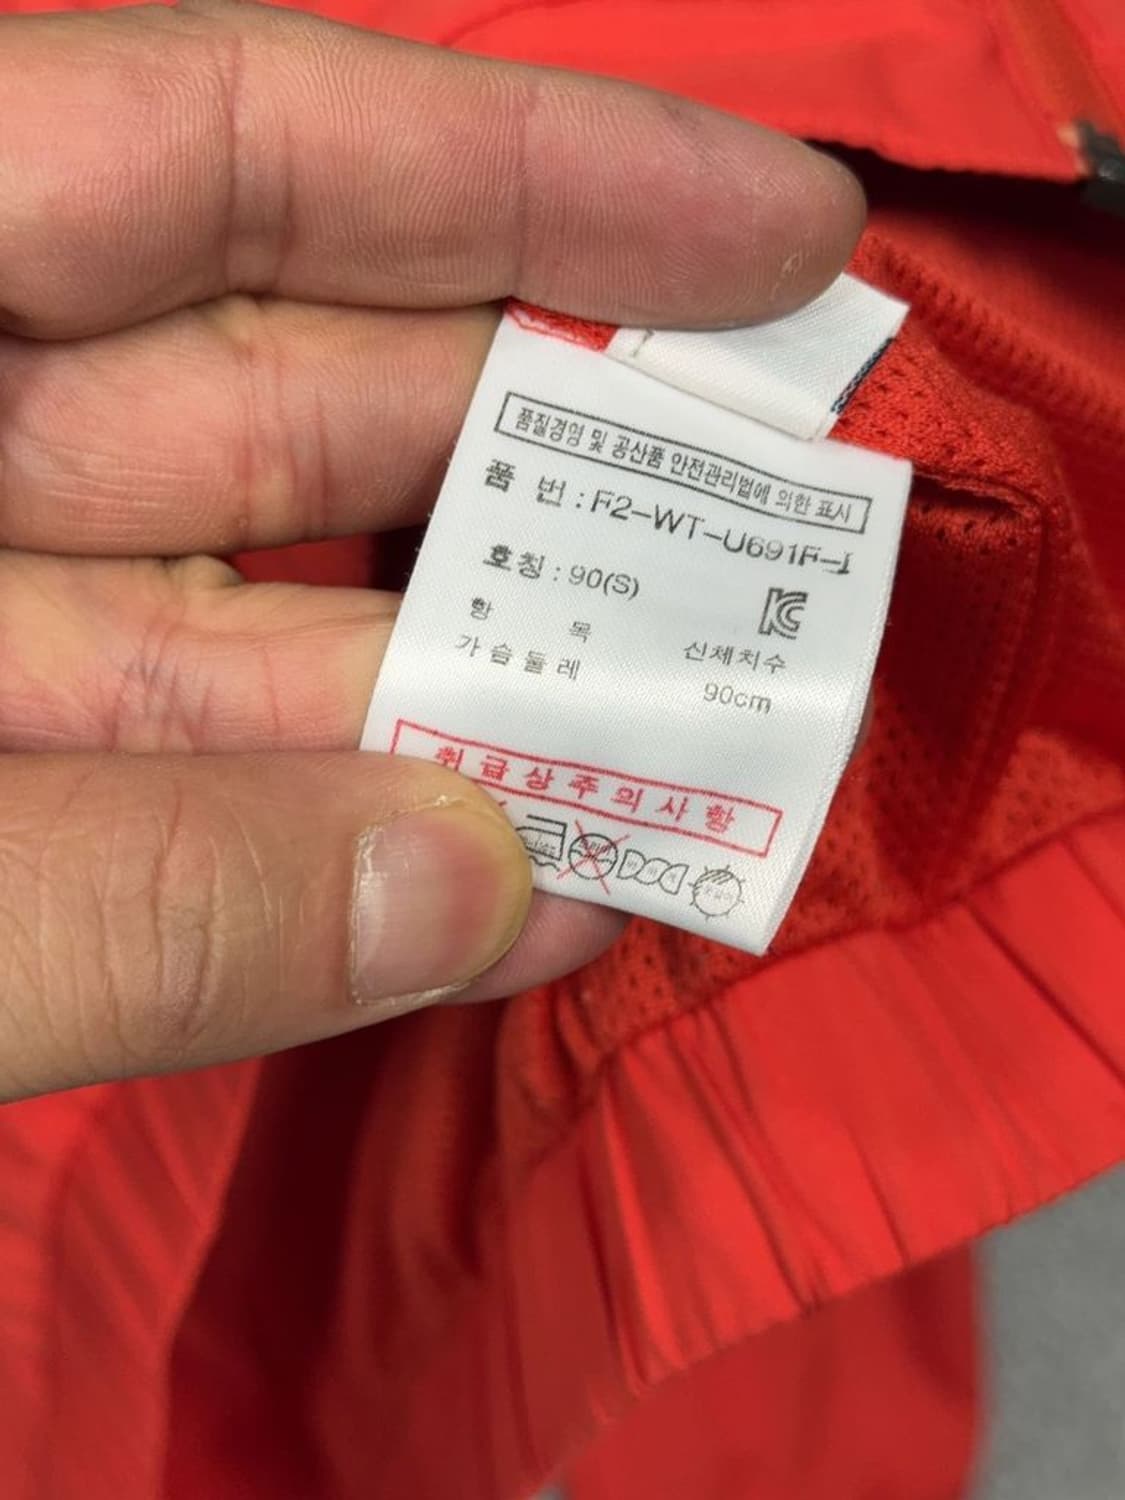 품질경영 및 공산품 안전관리법에 의한 표시
품 번 : F2-WT-U691F-1
호칭 : 90(S)
항 목 신체치수
가슴둘레 90cm
취급상주의사항